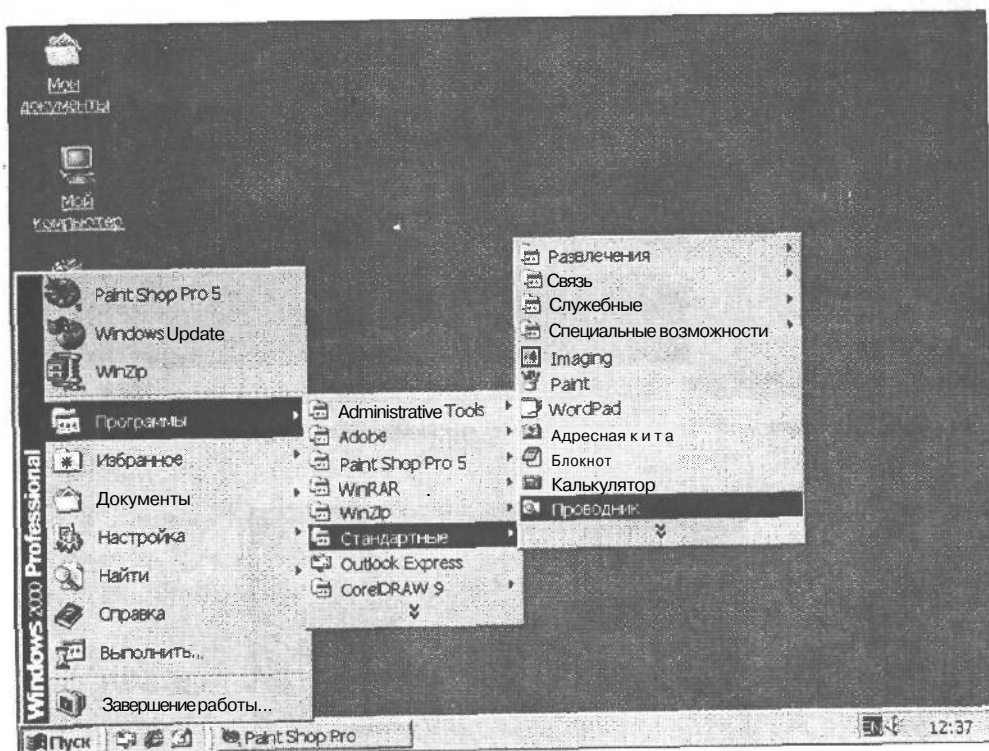 Мои
документы
Мой
компьютер
Paint Shop Pro 5
Windows Update
WinZip
Программы
Избранное
Документы
Настройка
Найти
Справка
Выполнить...
Завершение работы...
Windows 2000 Professional
Administrative Tools
Adobe
Paint Shop Pro 5
WinRAR
WinZip
Стандартные
Outlook Express
CorelDRAW 9
Развлечения
Связь
Служебные
Специальные возможности
Imaging
Paint
WordPad
Адресная кита
Блокнот
Калькулятор
Проводник
Пуск
Paint Shop Pro
EN
12:37